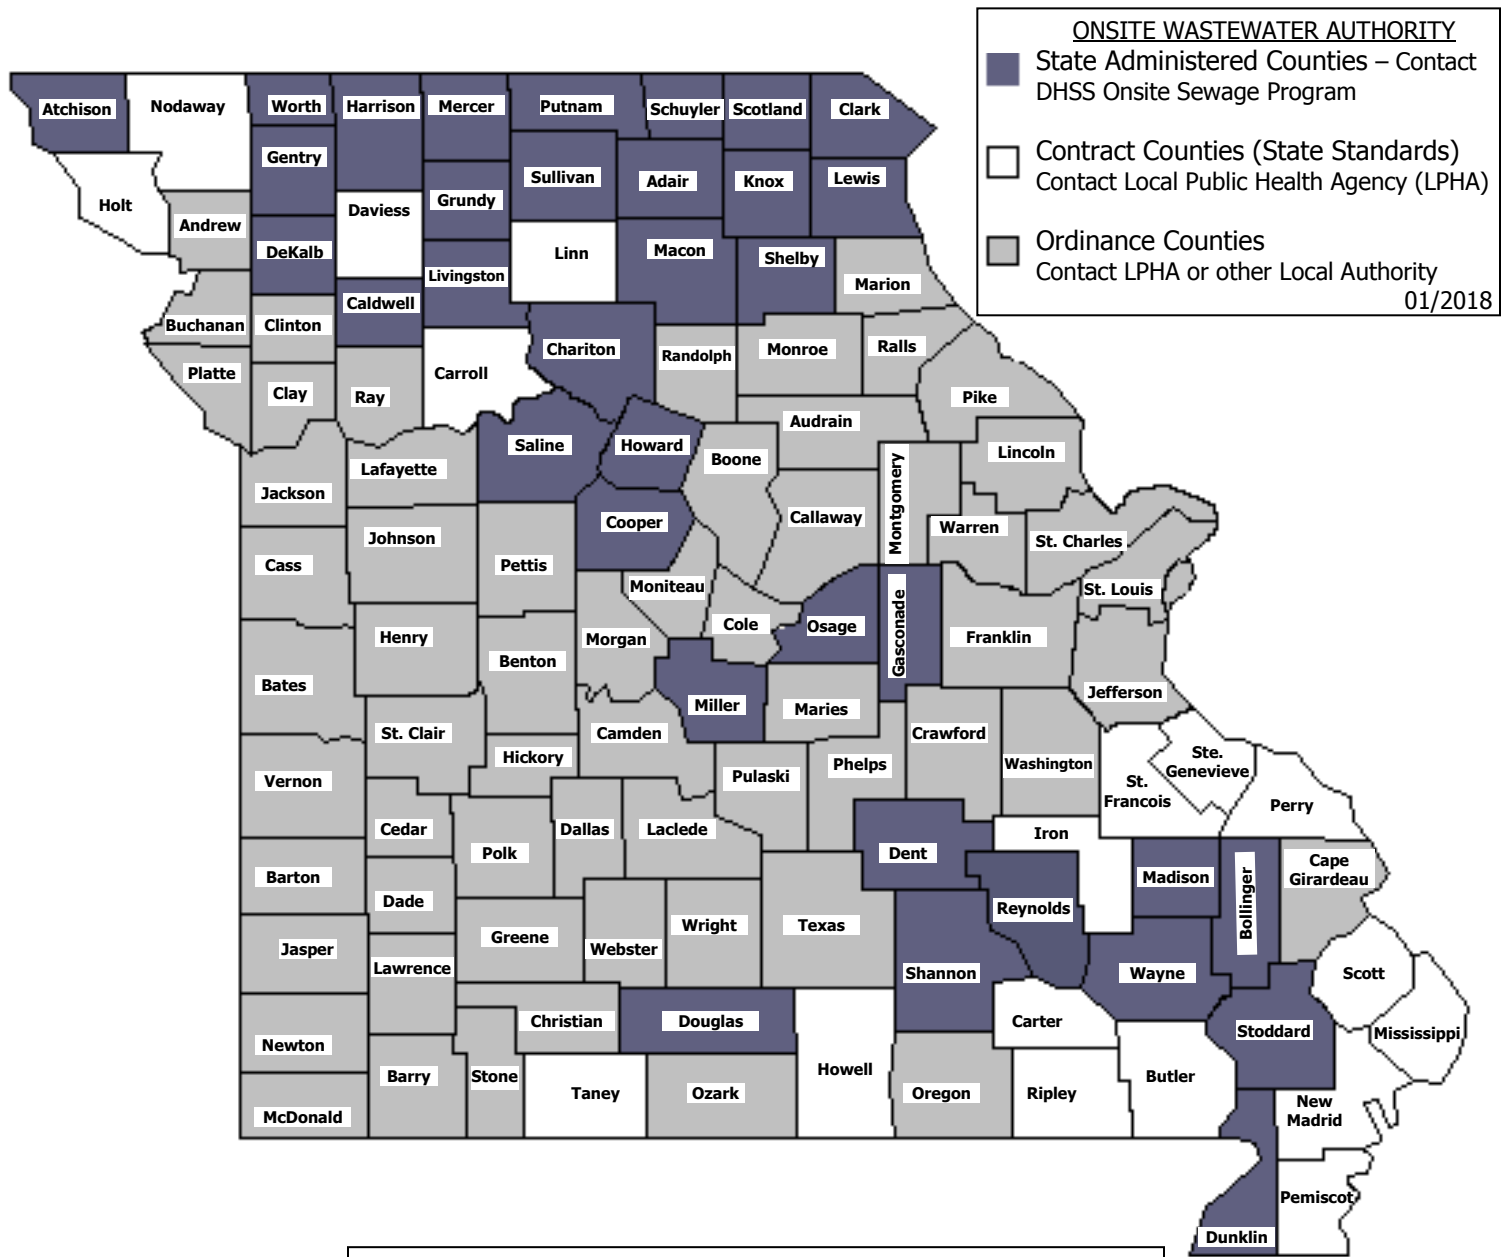 ONSITE WASTEWATER AUTHORITY
State Administered Counties – Contact
DHSS Onsite Sewage Program
Contract Counties (State Standards)
Contact Local Public Health Agency (LPHA)
Ordinance Counties
Contact LPHA or other Local Authority
01/2018
Atchison
Nodaway
Worth
Harrison
Mercer
Putnam
Schuyler
Scotland
Clark
Gentry
Sullivan
Adair
Knox
Lewis
Holt
Andrew
Daviess
Grundy
DeKalb
Linn
Macon
Shelby
Livingston
Marion
Caldwell
Buchanan
Clinton
Chariton
Randolph
Monroe
Ralls
Platte
Clay
Ray
Carroll
Pike
Audrain
Saline
Howard
Boone
Lincoln
Lafayette
Jackson
Montgomery
Cooper
Callaway
Warren
Johnson
St. Charles
Cass
Pettis
Moniteau
St. Louis
Henry
Morgan
Cole
Osage
Gasconade
Franklin
Benton
Bates
Miller
Maries
Jefferson
St. Clair
Camden
Crawford
Hickory
Pulaski
Phelps
Washington
Ste.
Genevieve
Vernon
St.
Francois
Perry
Cedar
Dallas
Laclede
Iron
Polk
Dent
Barton
Madison
Cape
Girardeau
Dade
Reynolds
Bollinger
Jasper
Greene
Webster
Wright
Texas
Lawrence
Shannon
Wayne
Scott
Christian
Douglas
Carter
Stoddard
Mississippi
Newton
Barry
Stone
Taney
Ozark
Howell
Oregon
Ripley
Butler
New
Madrid
McDonald
Pemiscot
Dunklin